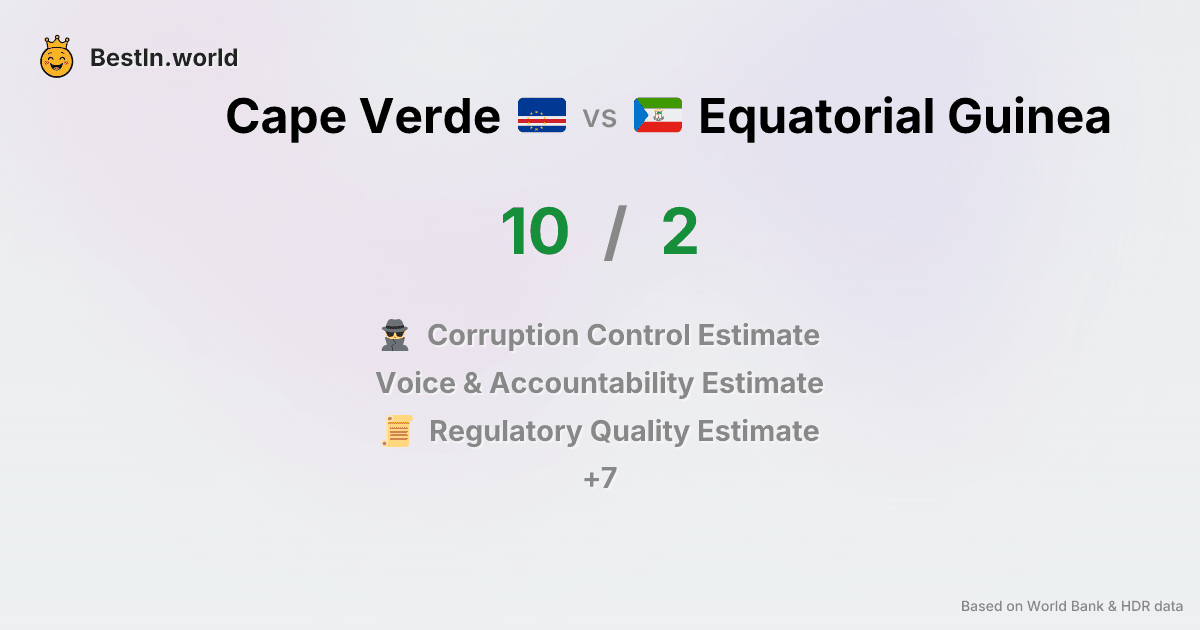 BestIn.world
Cape Verde vs Equatorial Guinea
10 / 2
Corruption Control Estimate
Voice & Accountability Estimate
Regulatory Quality Estimate
+7
Based on World Bank & HDR data